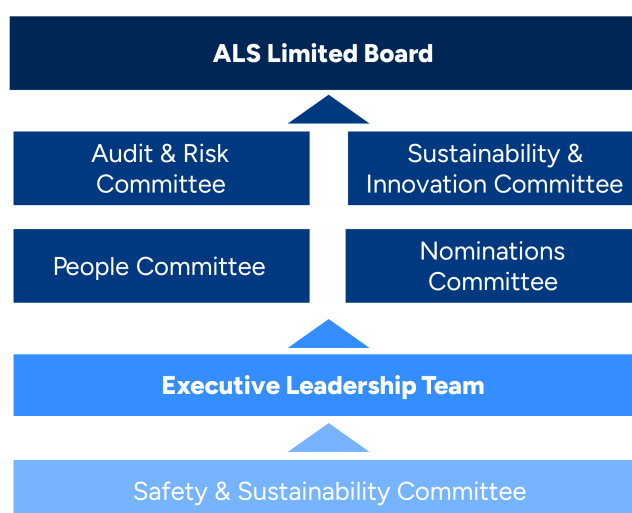 ALS Limited Board
Audit & Risk
Committee
Sustainability &
Innovation Committee
People Committee
Nominations
Committee
Executive Leadership Team
Safety & Sustainability Committee